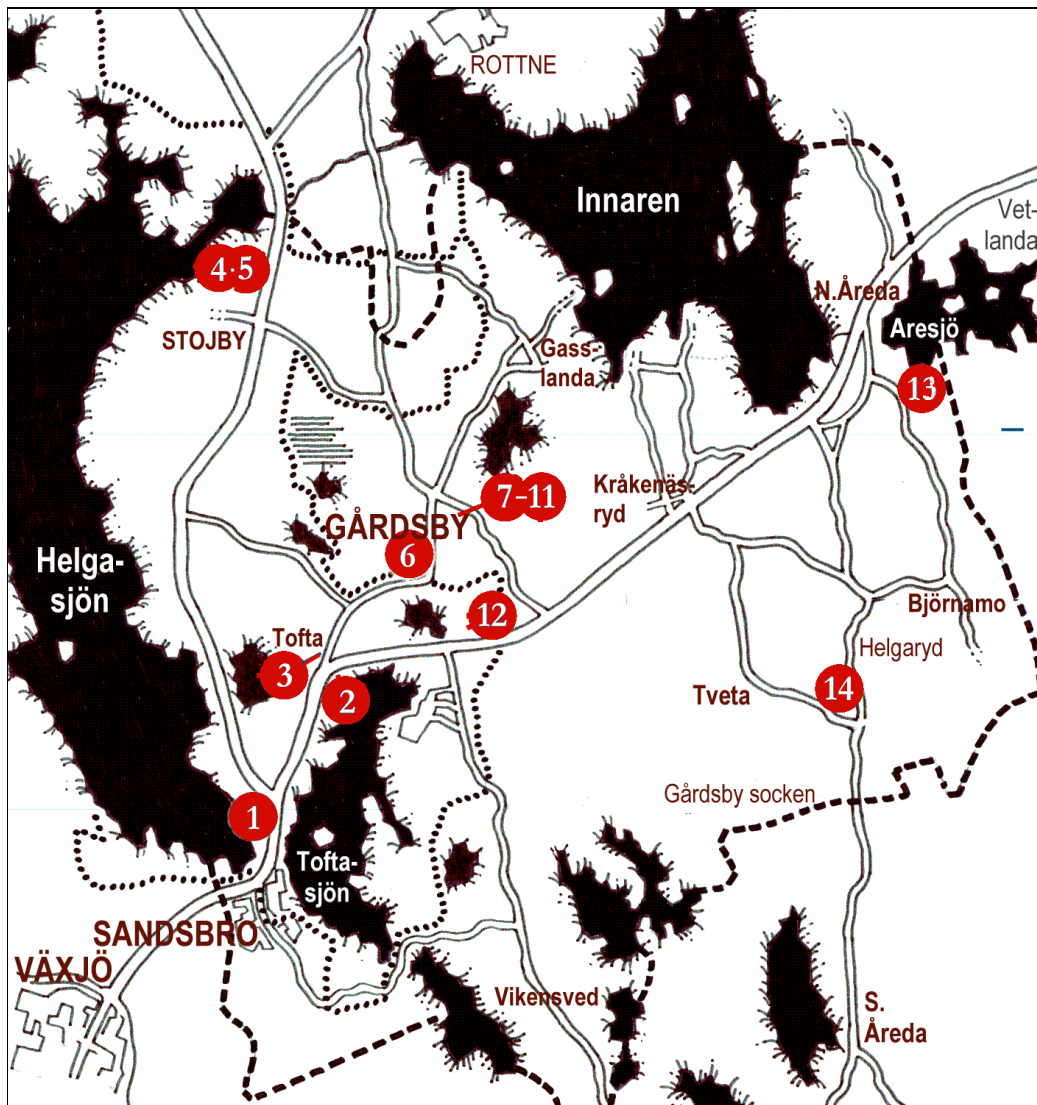 ROTTNE
Innaren
Vet-
landa
4·5
N.Åreda
STOJBY
Aresjö
Gass-
landa
13
Kråkenäs-
ryd
7-11
GÅRDSBY
6
Helga-
sjön
Björnamo
12
Tofta
Helgaryd
3
2
Tveta
14
Gårdsby socken
1
Tofta-
sjön
SANDSBRO
VÄXJÖ
Vikensved
S.
Åreda